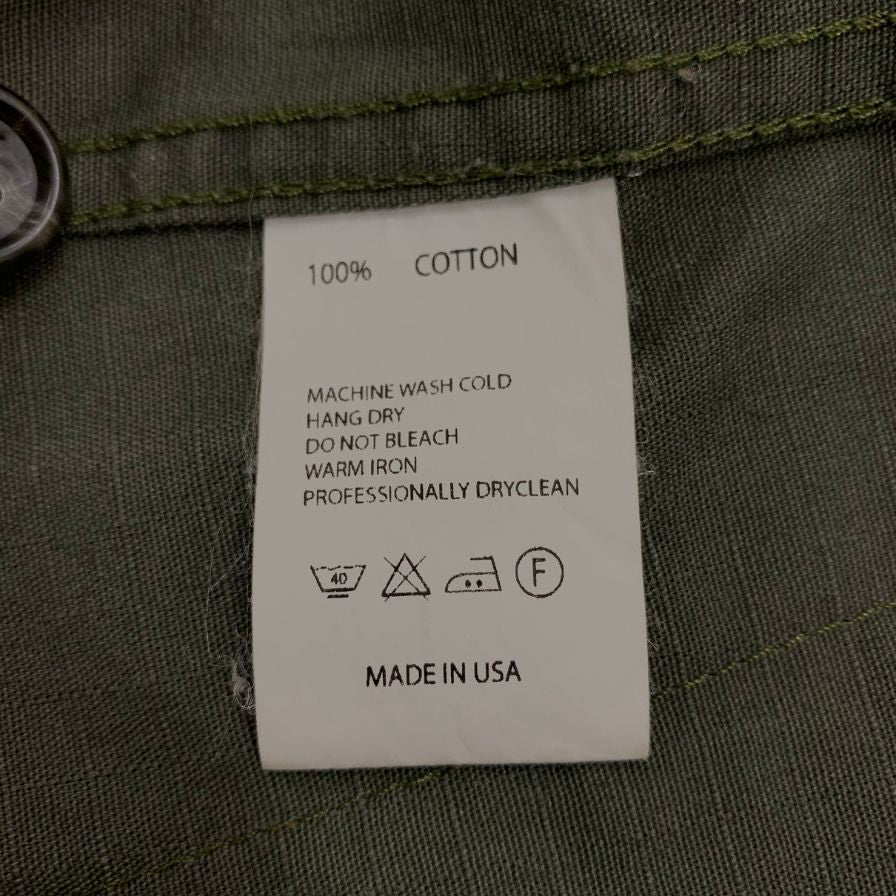 100% COTTON
MACHINE WASH COLD
HANG DRY
DO NOT BLEACH
WARM IRON
PROFESSIONALLY DRYCLEAN
40 F
MADE IN USA